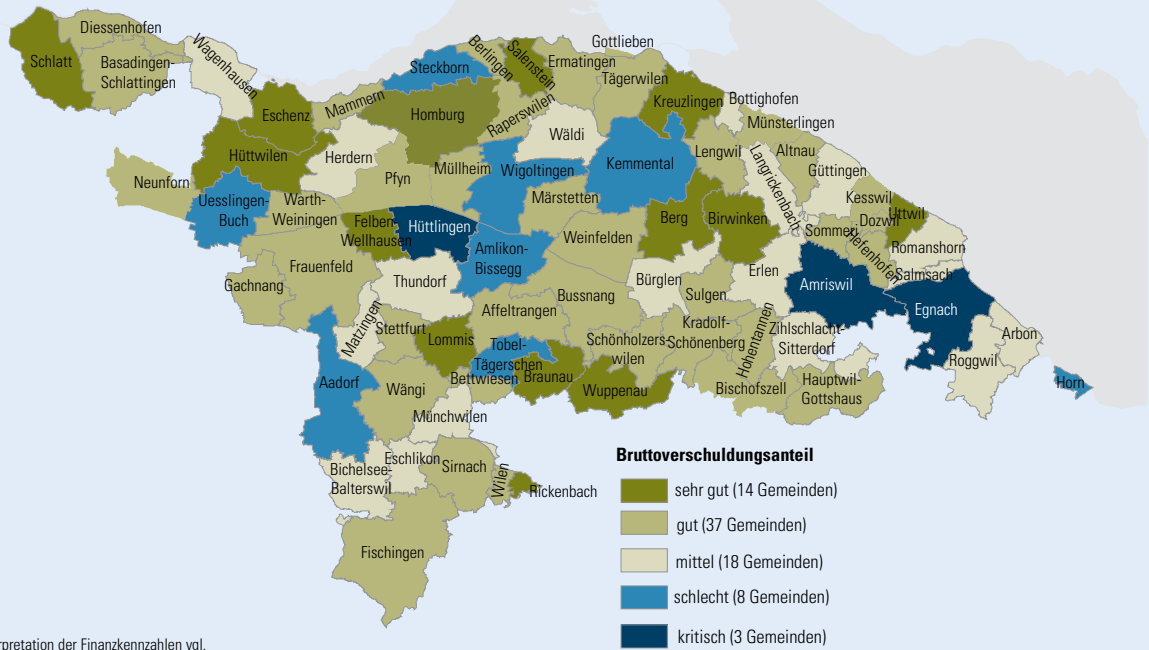 Diessenhofen
Schlatt
Basadingen-
Schlattingen
Wagenhausen
Eschenz
Mammern
Steckborn
Berlingen
Salenstein
Gottlieben
Ermatingen
Tägerwilen
Homburg
Raperswilen
Wäldi
Kreuzlingen
Bottighofen
Münsterlingen
Hüttwilen
Herdern
Neunforn
Pfyn
Müllheim
Wigoltingen
Kemmental
Lengwil
Langrickenbach
Altnau
Güttingen
Uesslingen-
Buch
Warth-
Weiningen
Märstetten
Kesswil
Dozwil
Uttwil
Felben-
Wellhausen
Hüttlingen
Berg
Birwinken
Sommeri
Hefenhofen
Romanshorn
Weinfelden
Amlikon-
Bissegg
Salmsach
Frauenfeld
Gachnang
Thundorf
Bürglen
Erlen
Amriswil
Egnach
Sulgen
Bussnang
Affeltrangen
Matzingen
Stettfurt
Lommis
Tobel-
Tägerschen
Schönholzers-
wilen
Kradolf-
Schönenberg
Hohentannen
Zihlschlacht-
Sitterdorf
Arbon
Roggwil
Horn
Aadorf
Wängi
Bettwiesen
Braunau
Wuppenau
Bischofszell
Hauptwil-
Gottshaus
Münchwilen
Bichelsee-
Balterswil
Eschlikon
Sirnach
Wilen
Rickenbach
Fischingen
Bruttoverschuldungsanteil
sehr gut (14 Gemeinden)
gut (37 Gemeinden)
mittel (18 Gemeinden)
schlecht (8 Gemeinden)
kritisch (3 Gemeinden)
rpretation der Finanzkennzahlen vgl.